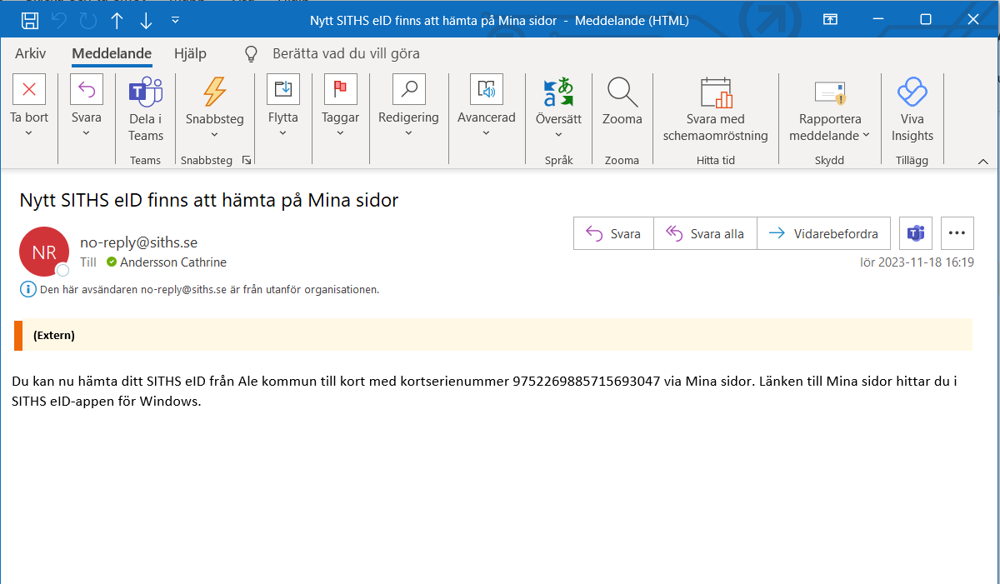 Nytt SITHS eID finns att hämta på Mina sidor - Meddelande (HTML)
Arkiv Meddelande Hjälp Berätta vad du vill göra
Ta bort
Svara
Dela i Teams
Snabbsteg
Flytta
Taggar
Redigering
Avancerad
Översätt
Zooma
Svara med schemaomröstning
Rapportera meddelande
Viva Insights
Teams Snabbsteg Språk Zooma Hitta tid Skydd Tillägg
Nytt SITHS eID finns att hämta på Mina sidor
NR
no-reply@siths.se
Till Andersson Cathrine
Svara Svara alla Vidarebefordra
lör 2023-11-18 16:19
Den här avsändaren no-reply@siths.se är från utanför organisationen.
(Extern)
Du kan nu hämta ditt SITHS eID från Ale kommun till kort med kortserienummer 9752269885715693047 via Mina sidor. Länken till Mina sidor hittar du i
SITHS eID-appen för Windows.